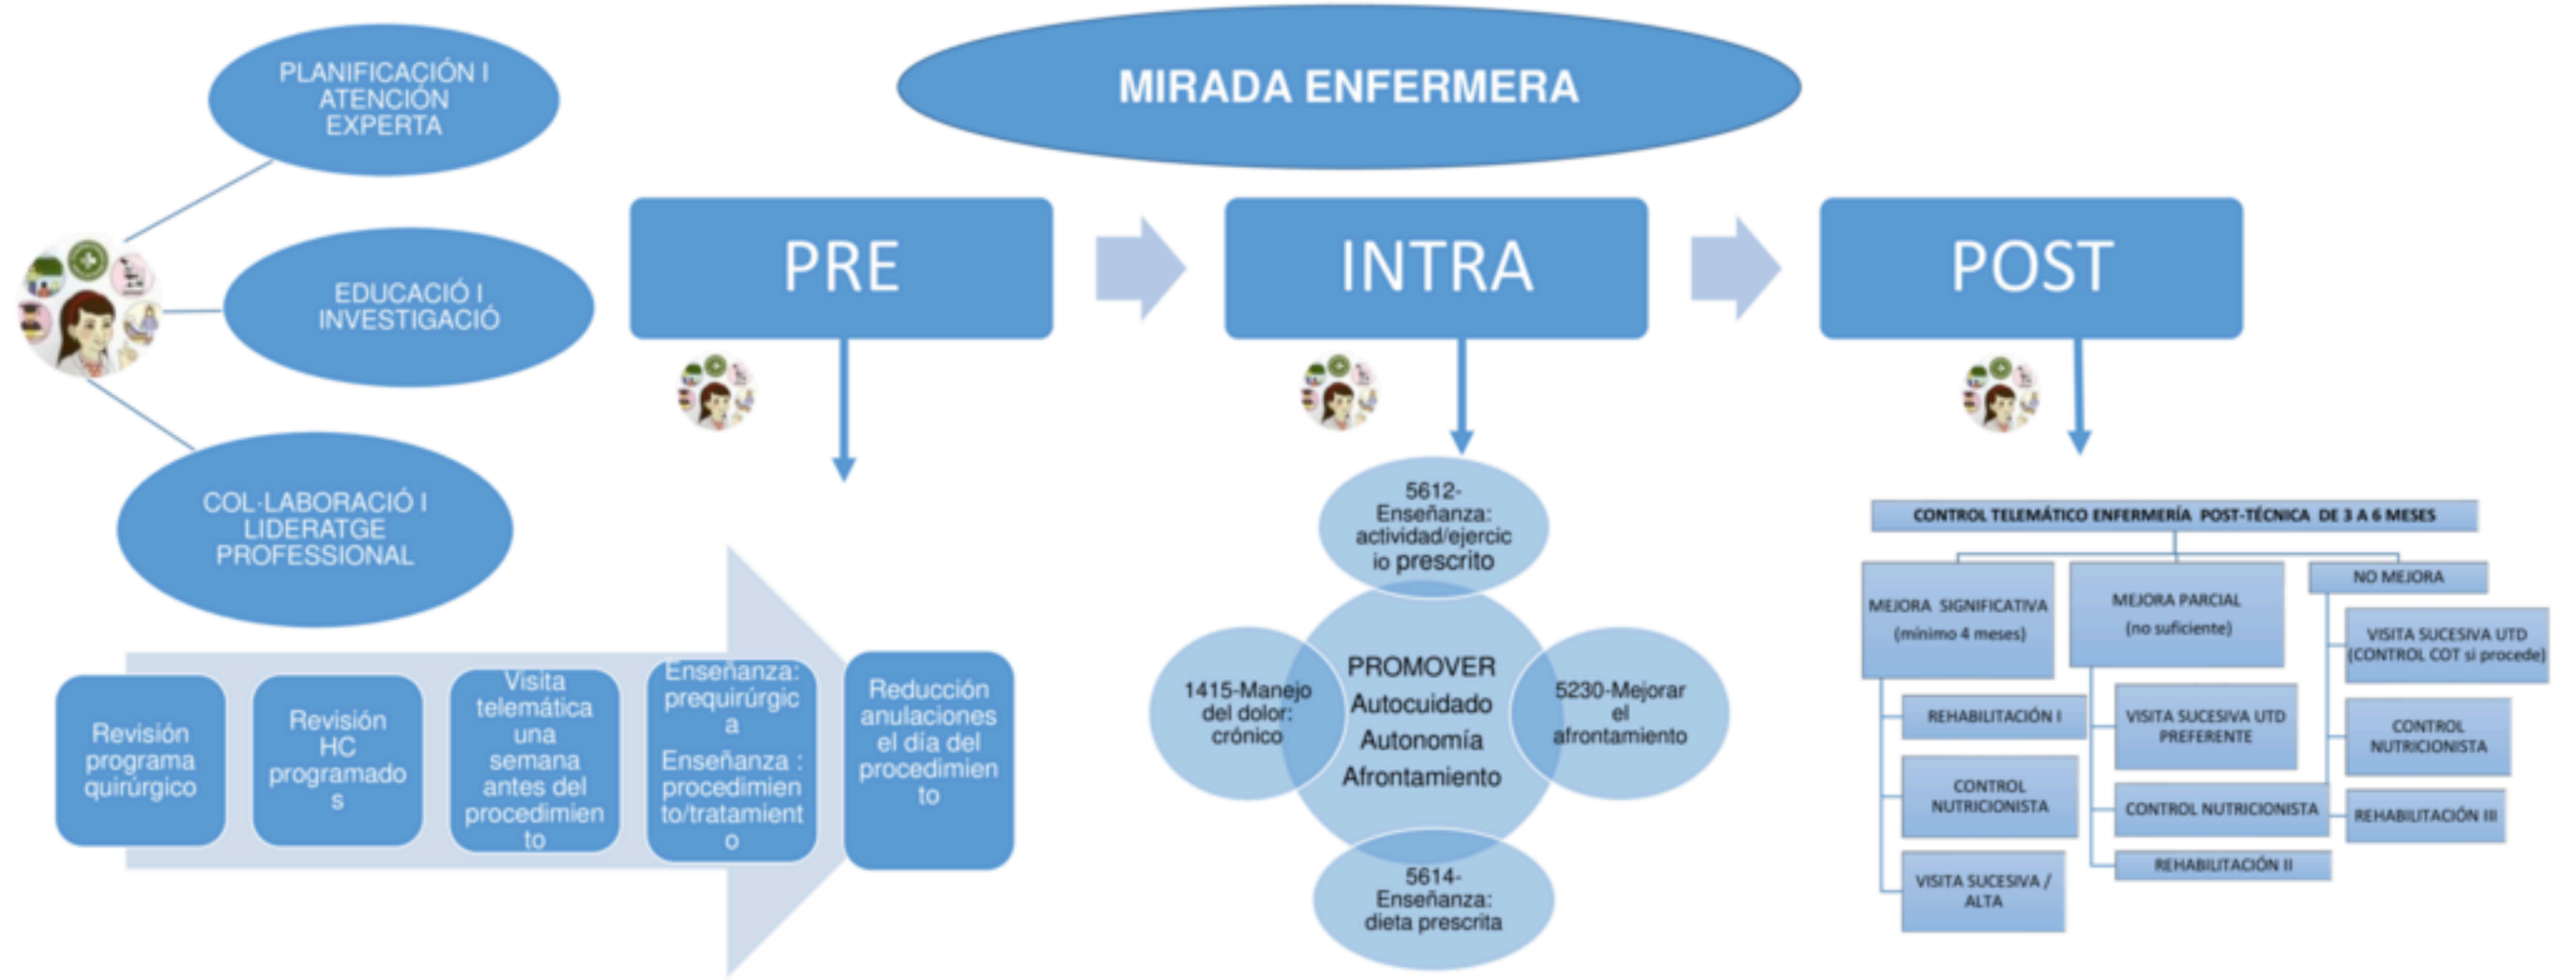 PLANIFICACIÓN I
ATENCIÓN
EXPERTA
EDUCACIÓ I
INVESTIGACIÓ
COL·LABORACIÓ I
LIDERATGE
PROFESSIONAL
MIRADA ENFERMERA
PRE
INTRA
POST
Revisión
programa
quirúrgico
Revisión
HC
programado
s
Visita
telemática
una
semana
antes del
procedimien
to
Enseñanza:
prequirúrgic
a
Enseñanza :
procedimien
to/tratamient
o
Reducción
anulaciones
el día del
procedimien
to
5612-
Enseñanza:
actividad/ejercic
io prescrito
1415-Manejo
del dolor:
crónico
PROMOVER
Autocuidado
Autonomía
Afrontamiento
5230-Mejorar
el
afrontamiento
5614-
Enseñanza:
dieta prescrita
CONTROL TELEMÁTICO ENFERMERÍA POST-TÉCNICA DE 3 A 6 MESES
MEJORA SIGNIFICATIVA
(mínimo 4 meses)
REHABILITACIÓN I
CONTROL
NUTRICIONISTA
VISITA SUCESIVA /
ALTA
MEJORA PARCIAL
(no suficiente)
VISITA SUCESIVA UTD
PREFERENTE
CONTROL NUTRICIONISTA
REHABILITACIÓN II
NO MEJORA
VISITA SUCESIVA UTD
(CONTROL COT si procede)
CONTROL
NUTRICIONISTA
REHABILITACIÓN III